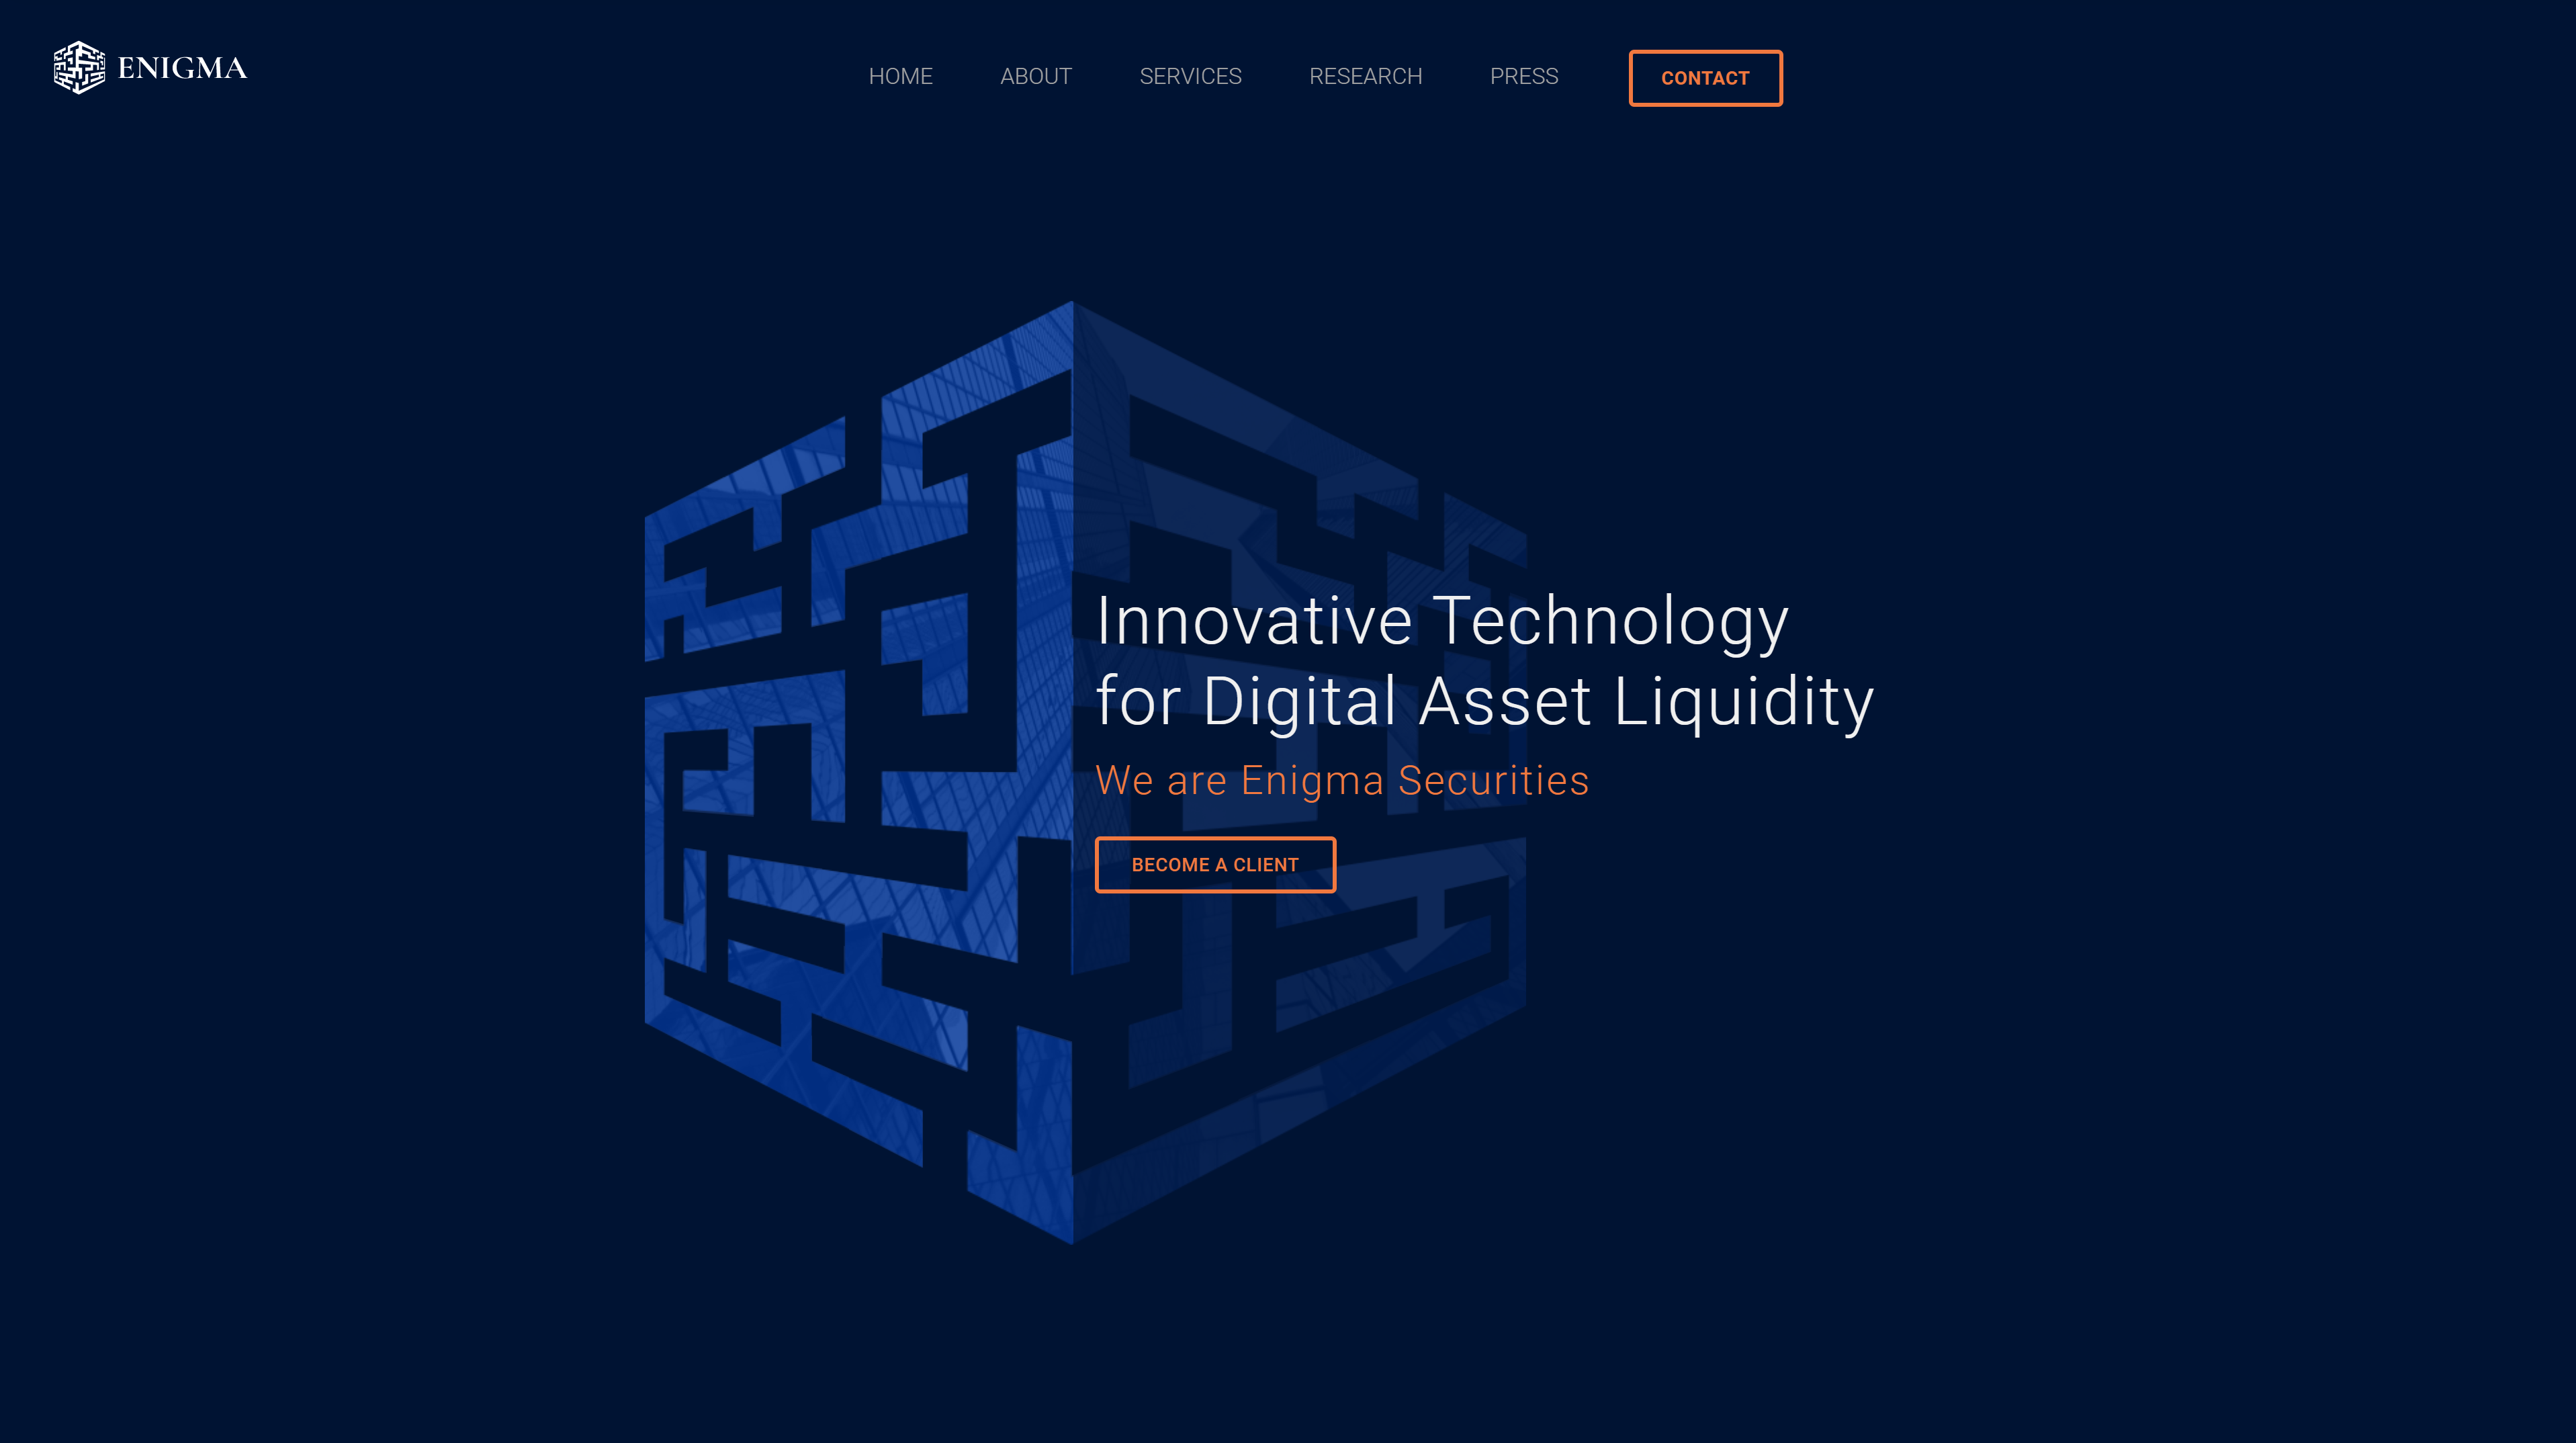 ENIGMA
HOME
ABOUT
SERVICES
RESEARCH
PRESS
CONTACT
Innovative Technology
for Digital Asset Liquidity
We are Enigma Securities
BECOME A CLIENT